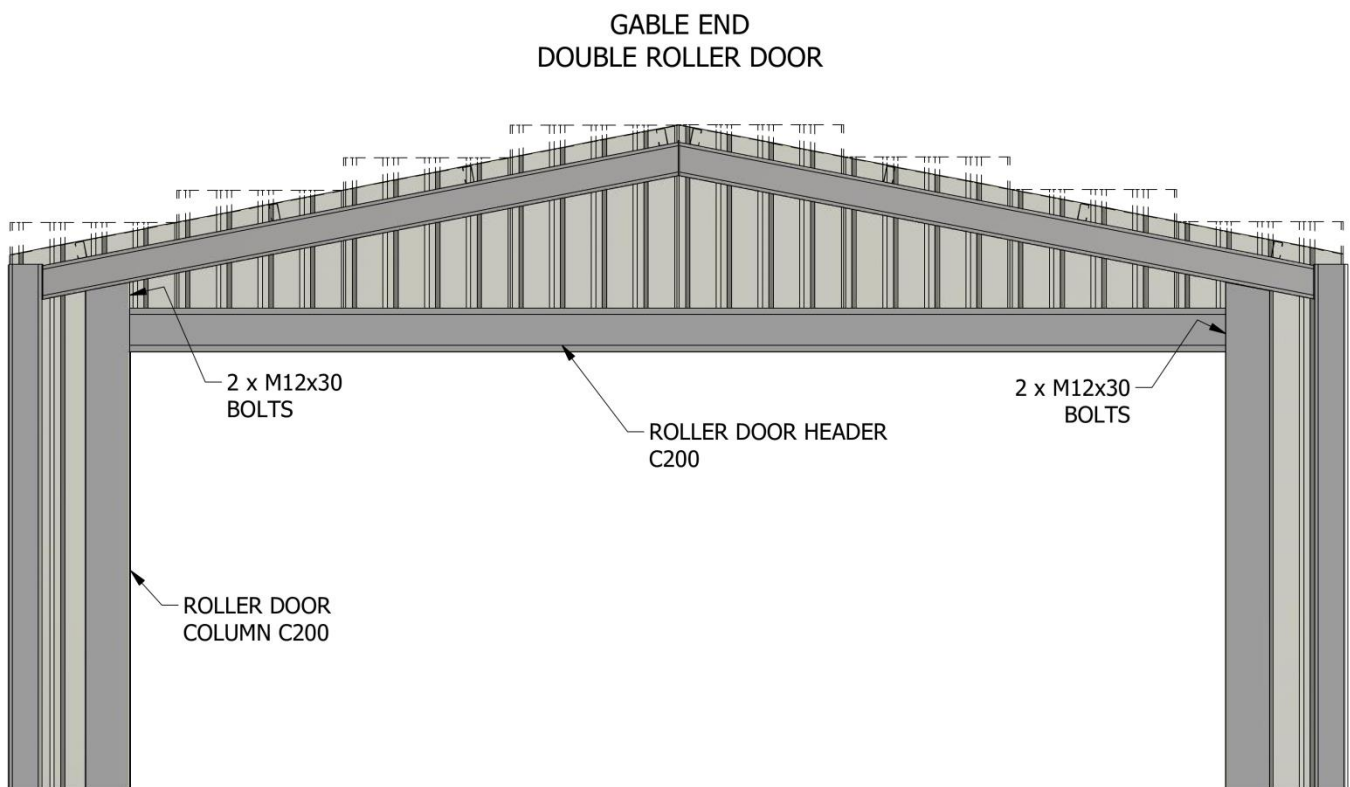 GABLE END
DOUBLE ROLLER DOOR
2 x M12x30
BOLTS
2 x M12x30
BOLTS
ROLLER DOOR HEADER
C200
ROLLER DOOR
COLUMN C200